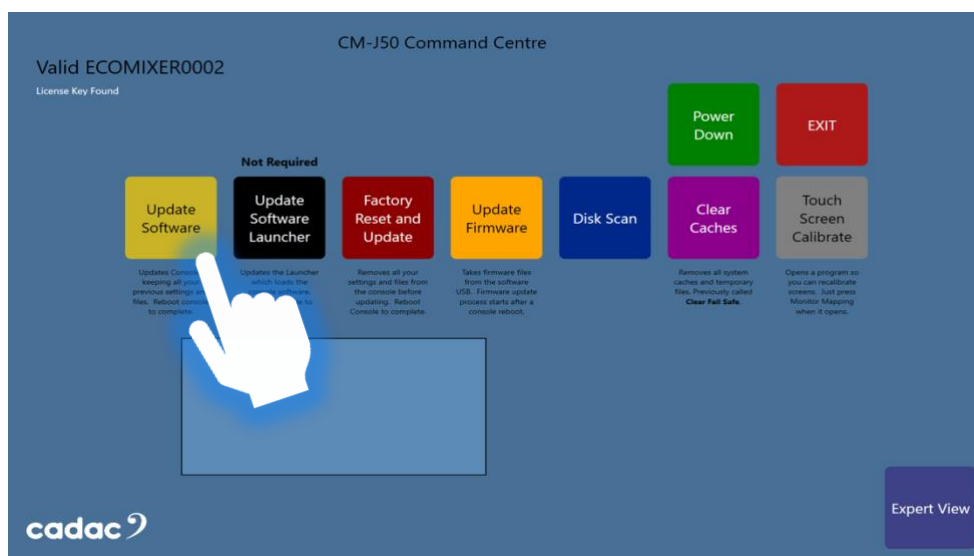 CM-J50 Command Centre
Valid ECOMIXER0002
License Key Found
Power
Down
EXIT
Not Required
Update
Software
Update
Software
Launcher
Factory
Reset and
Update
Update
Firmware
Disk Scan
Clear
Caches
Touch
Screen
Calibrate
Updates Console
keeping all your
previous settings and
files. Reboot console
to complete.
Updates the Launcher
which loads the
software.
to
Removes all your
settings and files from
the console before
updating. Reboot
Console to complete.
Takes firmware files
from the software
USB. Firmware update
process starts after a
console reboot.
Removes all system
caches and temporary
files. Previously called
Clear Fail Safe.
Opens a program so
you can recalibrate
screens. Just press
Monitor Mapping
when it opens.
Expert View
cadac